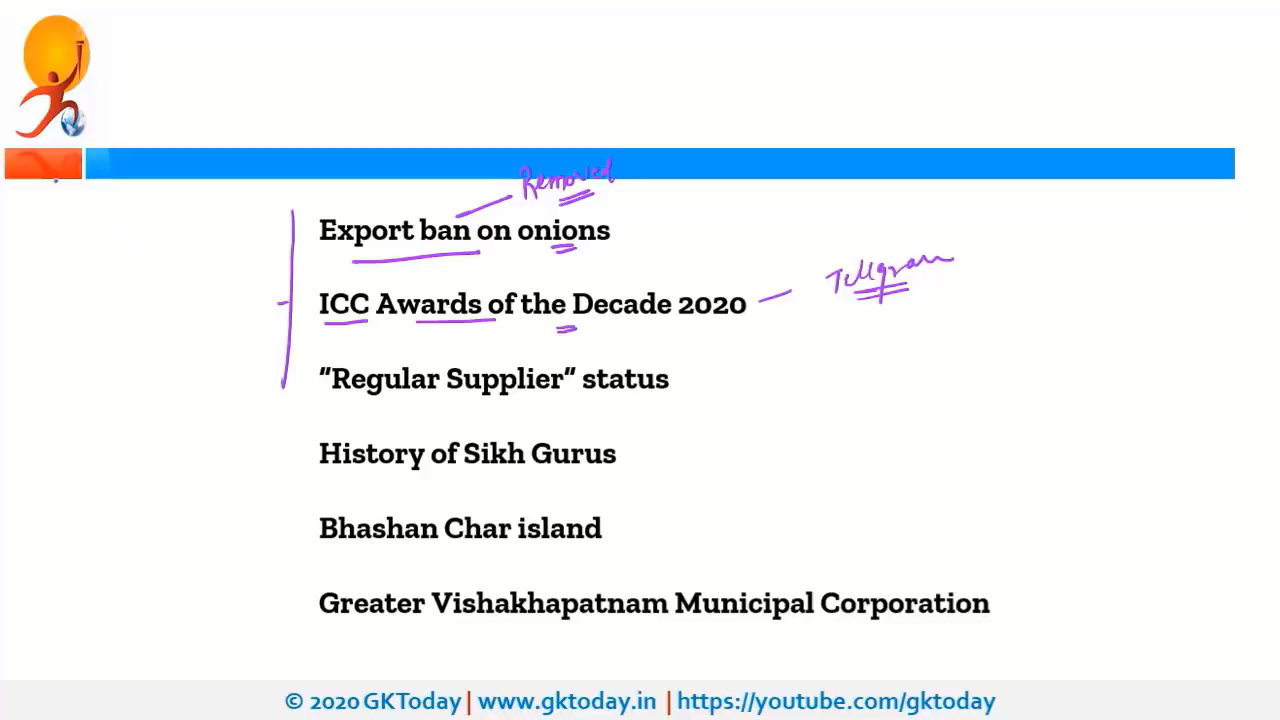 Removed
Export ban on onions
Telegram
ICC Awards of the Decade 2020
”Regular Supplier” status
History of Sikh Gurus
Bhashan Char island
Greater Vishakhapatnam Municipal Corporation
© 2020 GKToday | www.gktoday.in | https://youtube.com/gktoday